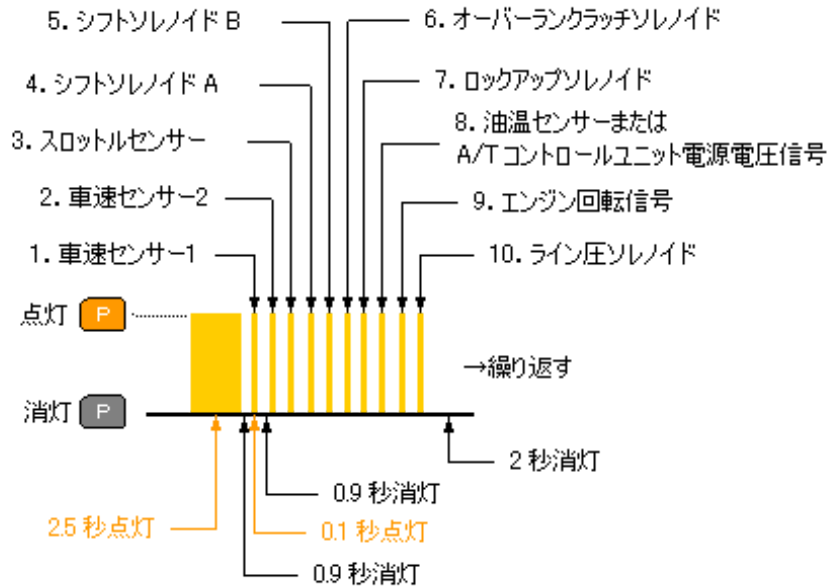 5. シフトソレノイド B
6. オーバーランクラッチソレノイド
4. シフトソレノイド A
7. ロックアップソレノイド
3. スロットルセンサー
8. 油温センサーまたは
A/Tコントロールユニット電源電圧信号
2. 車速センサー2
9. エンジン回転信号
1. 車速センサー1
10. ライン圧ソレノイド
点灯 P
→繰り返す
消灯 P
2 秒消灯
0.9 秒消灯
2.5 秒点灯
0.1 秒点灯
0.9 秒消灯